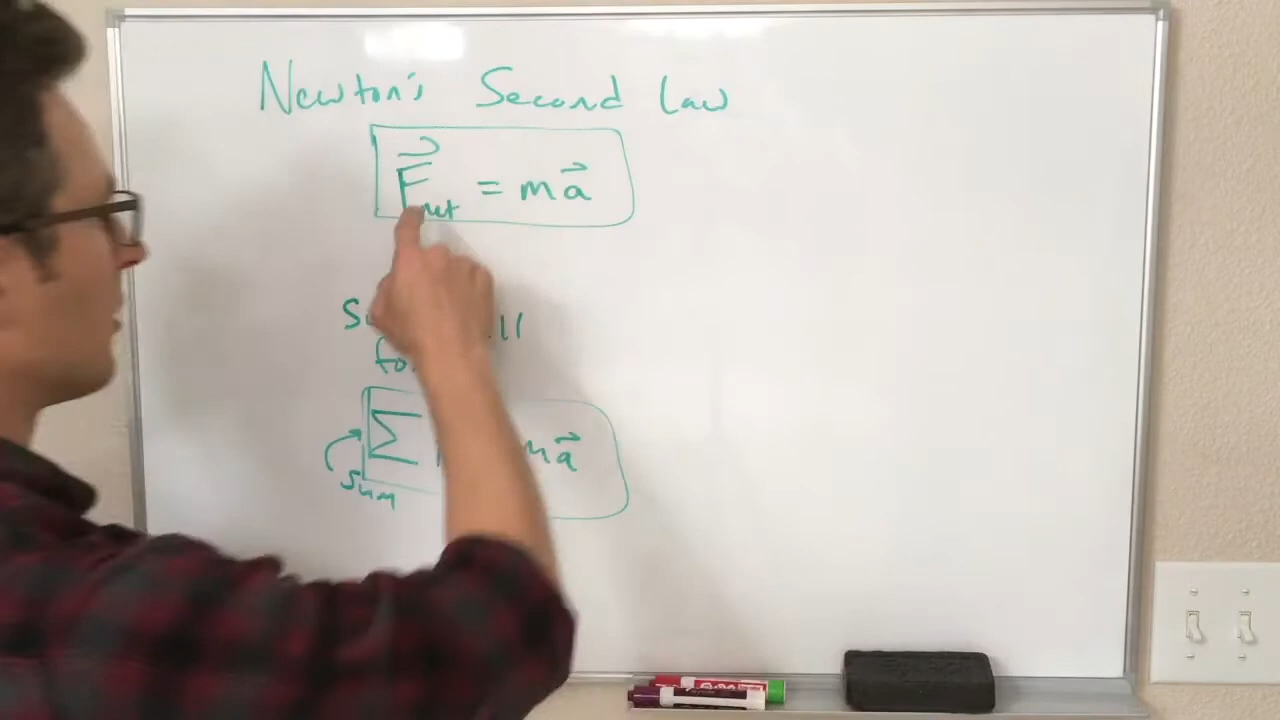 Newton's Second Law
F⃗net = ma⃗
Σ ma⃗
sum